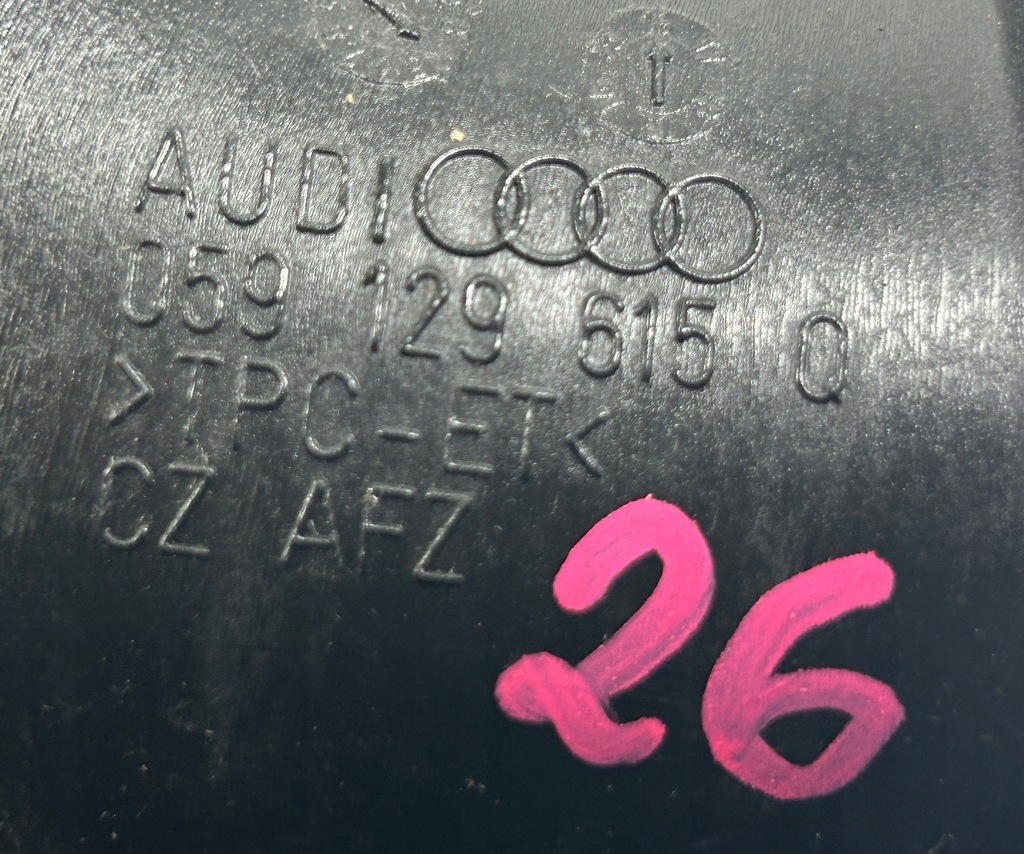 AUDI
059 129 615 Q
>TPC-ET<
CZ AFZ
26